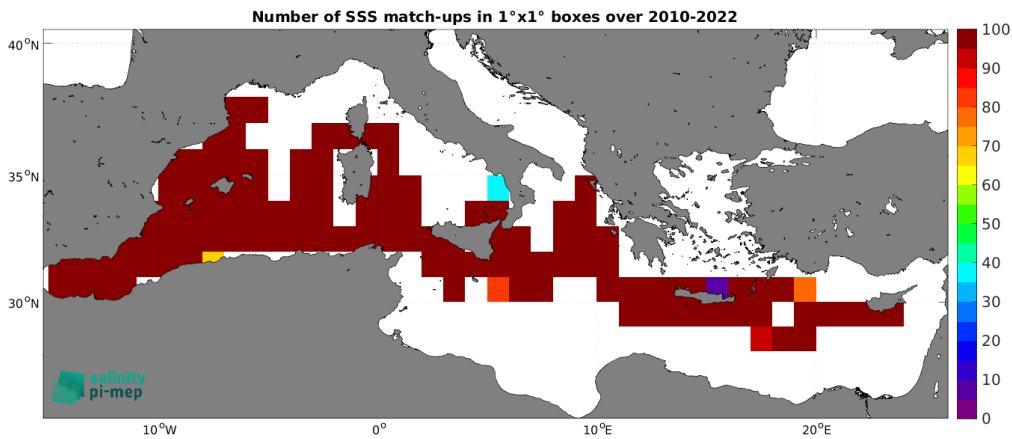 Number of SSS match-ups in 1°x1° boxes over 2010-2022
40°N
35°N
30°N
10°W
0°
10°E
20°E
100
90
80
70
60
50
40
30
20
10
0
salinity
pi-mep